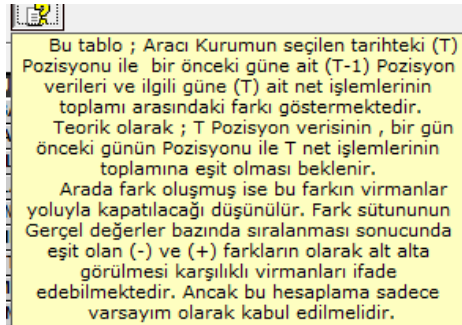 Bu tablo ; Aracı Kurumun seçilen tarihteki (T)
Pozisyonu ile bir önceki güne ait (T-1) Pozisyon
verileri ve ilgili güne (T) ait net işlemlerinin
toplamı arasındaki farkı göstermektedir.
Teorik olarak ; T Pozisyon verisinin , bir gün
önceki günün Pozisyonu ile T net işlemlerinin
toplamına eşit olması beklenir.
Arada fark oluşmuş ise bu farkın virmanlar
yoluyla kapatılacağı düşünülür. Fark sütununun
Gerçel değerler bazında sıralanması sonucunda
eşit olan (-) ve (+) farkların olarak alt alta
görülmesi karşılıklı virmanları ifade
edebilmektedir. Ancak bu hesaplama sadece
varsayım olarak kabul edilmelidir.